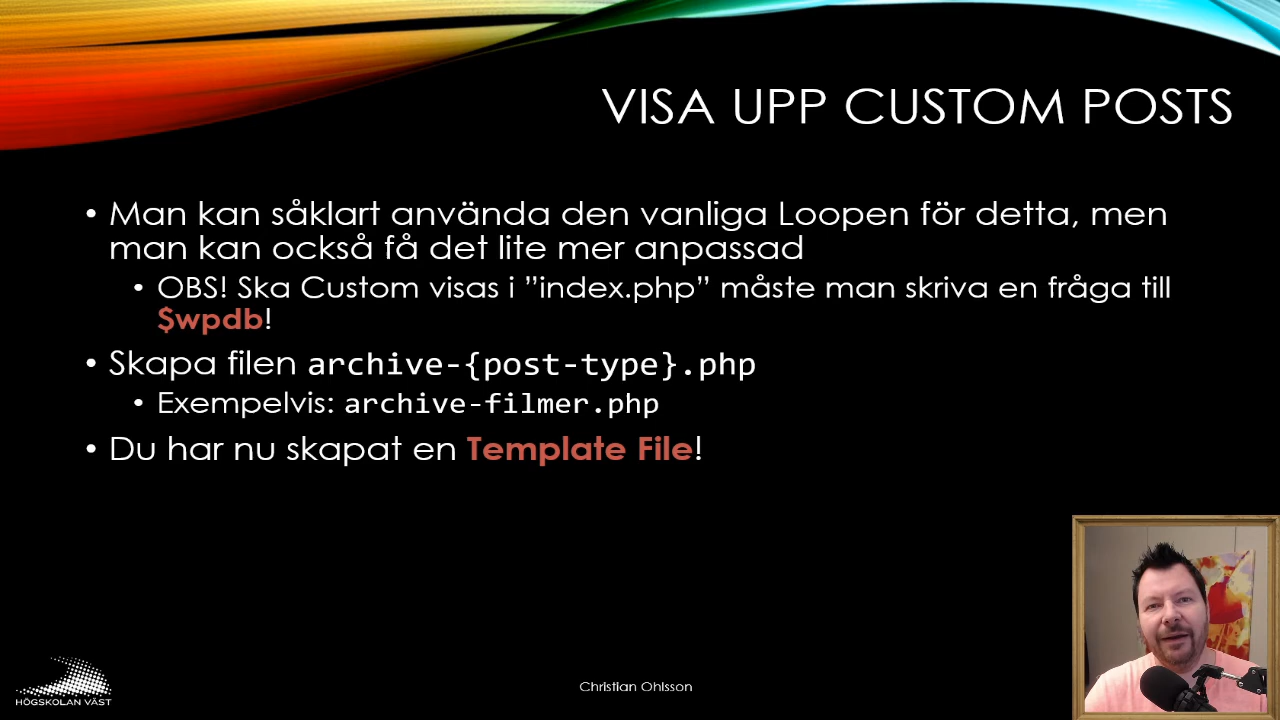 VISA UPP CUSTOM POSTS
• Man kan såklart använda den vanliga Loopen för detta, men
man kan också få det lite mer anpassad
• OBS! Ska Custom visas i ”index.php” måste man skriva en fråga till
$wpdb!
• Skapa filen archive-{post-type}.php
• Exempelvis: archive-filmer.php
• Du har nu skapat en Template File!
HÖGSKOLAN VÄST
Christian Ohlsson